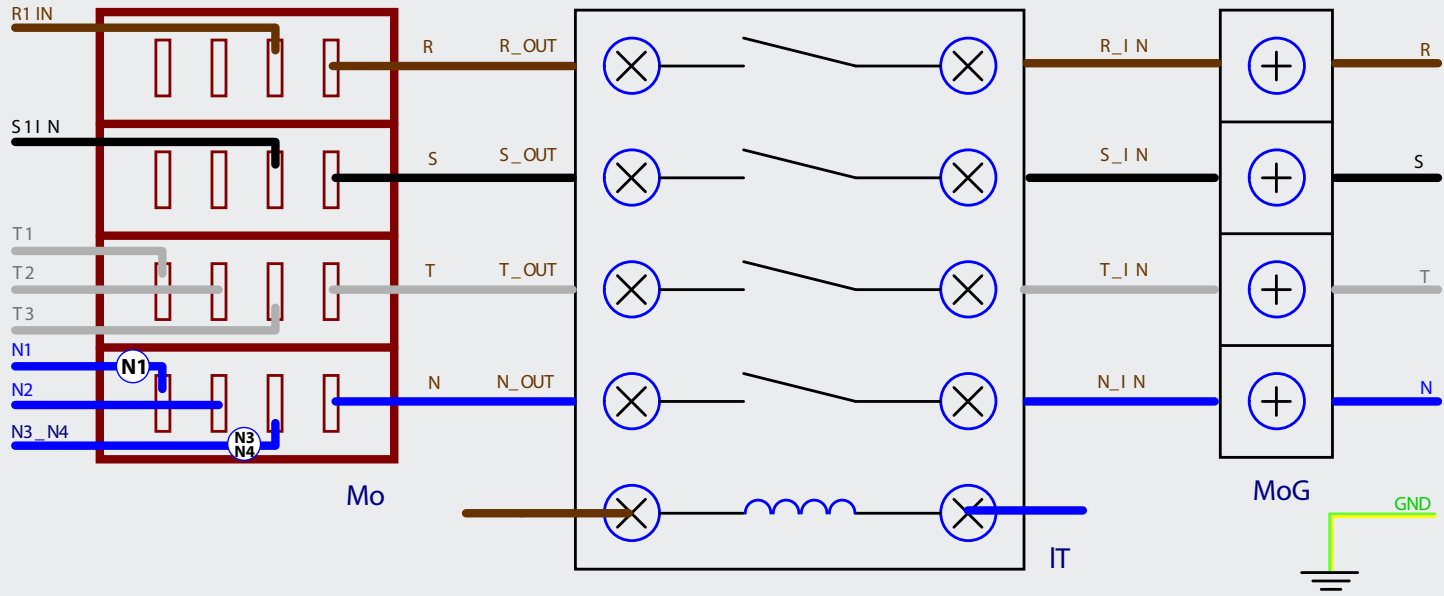 R1 IN
R R_OUT R_I N R
S1I N
S S_OUT S_I N S
T1
T2
T T_OUT T_I N T
T3
N1
N1
N2
N N_OUT N_I N N
N3_N4
N3
N4
Mo
MoG
GND
IT